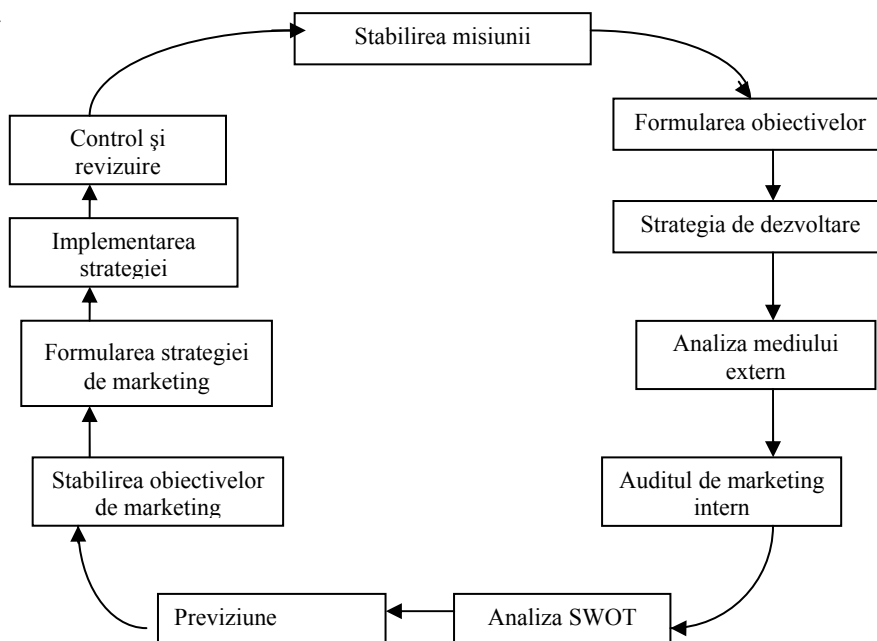 Stabilirea misiunii
Formularea obiectivelor
Strategia de dezvoltare
Analiza mediului
extern
Auditul de marketing
intern
Analiza SWOT
Previziune
Stabilirea obiectivelor
de marketing
Formularea strategiei
de marketing
Implementarea
strategiei
Control şi
revizuire